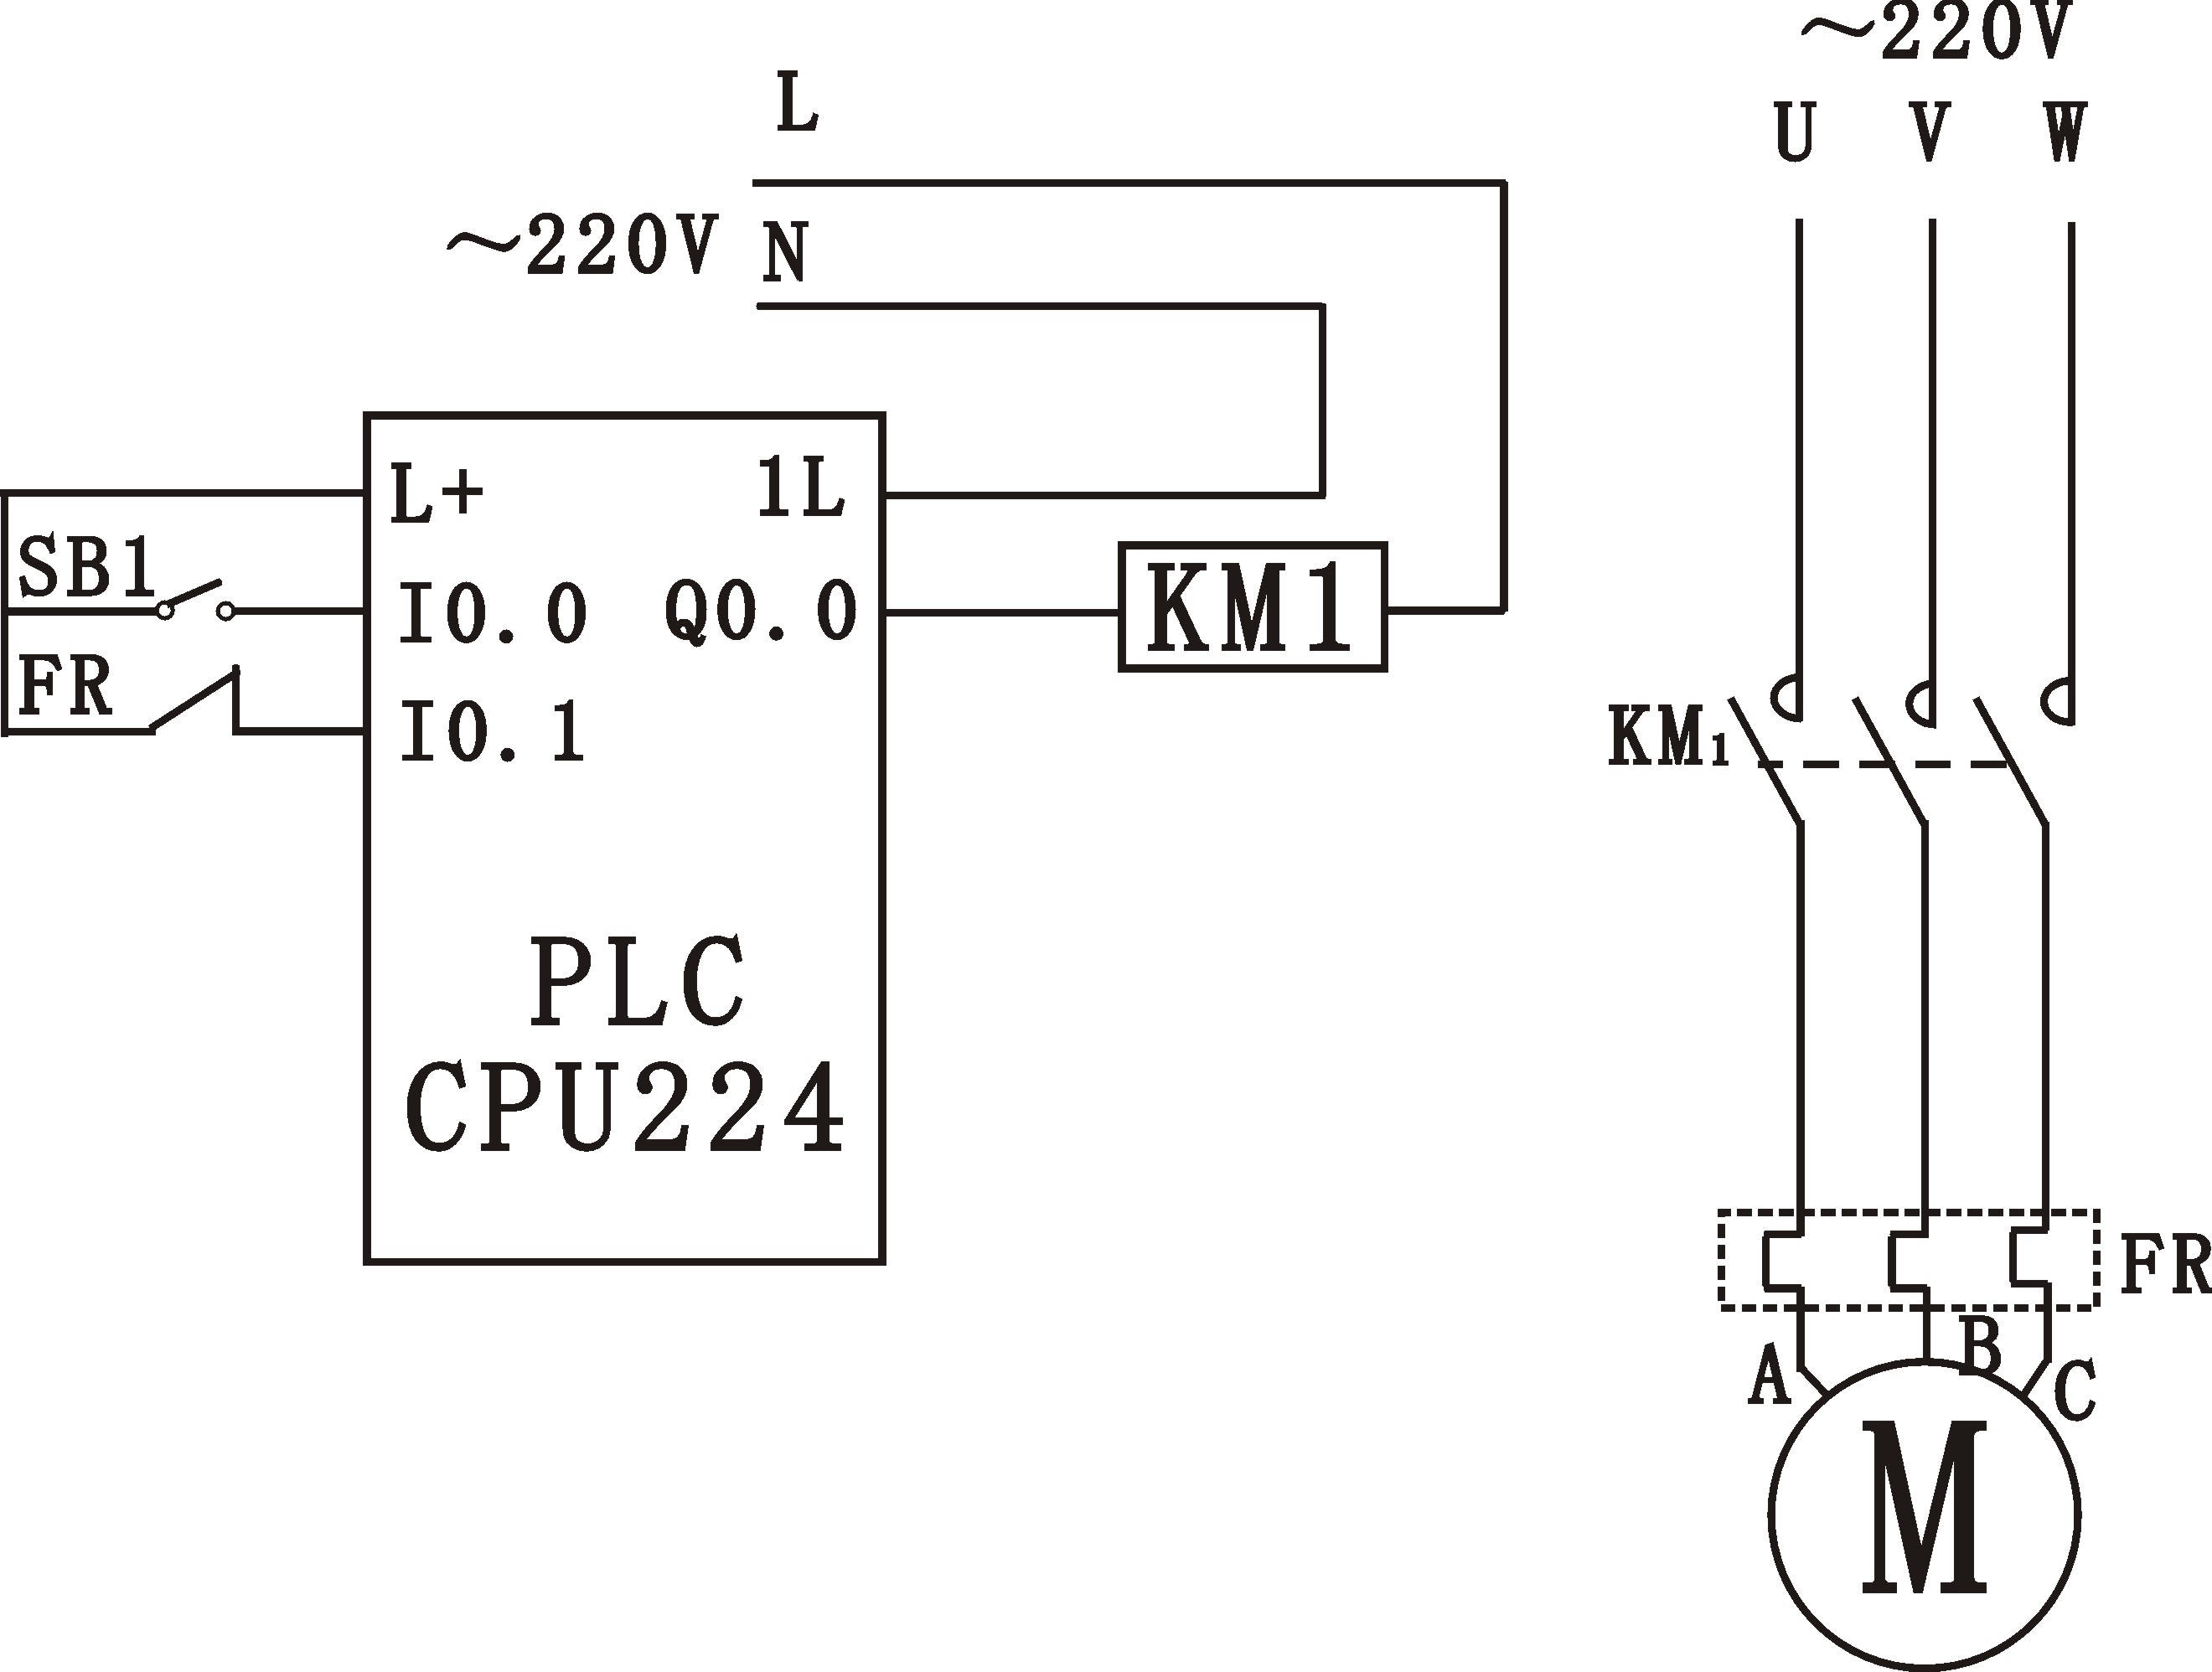 L
~220V N
L+ 1L
SB1
I0.0 Q0.0
KM1
FR
I0.1
PLC
CPU224
~220V
U V W
KM1
FR
A B C
M